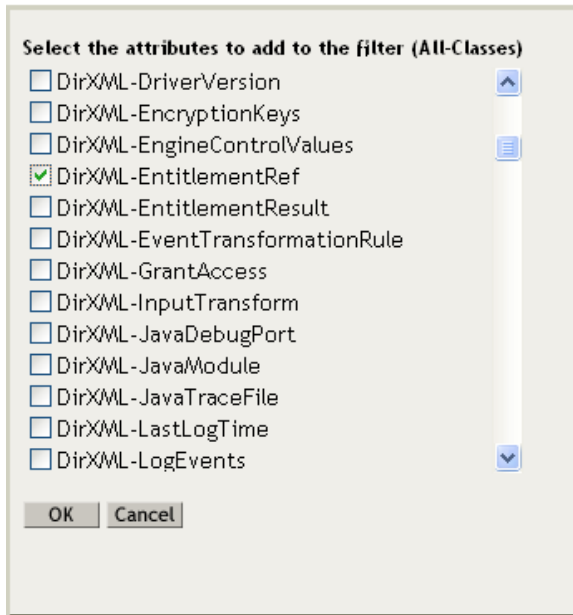 Select the attributes to add to the filter (All-Classes)
DirXML-DriverVersion
DirXML-EncryptionKeys
DirXML-EngineControlValues
DirXML-EntitlementRef
DirXML-EntitlementResult
DirXML-EventTransformationRule
DirXML-GrantAccess
DirXML-InputTransform
DirXML-JavaDebugPort
DirXML-JavaModule
DirXML-JavaTraceFile
DirXML-LastLogTime
DirXML-LogEvents
OK Cancel